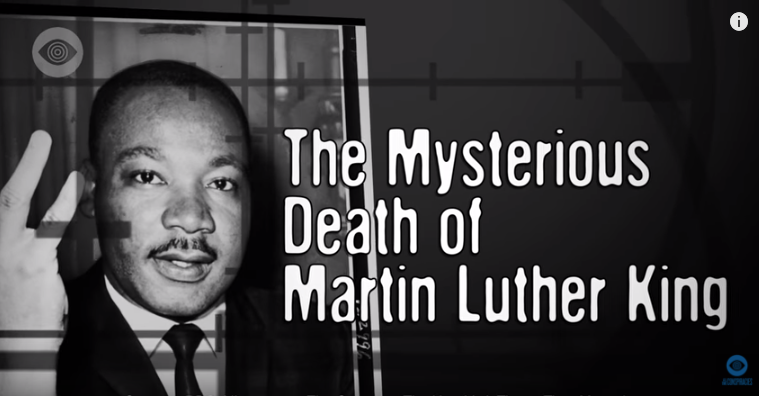 The Mysterious
Death of
Martin Luther King